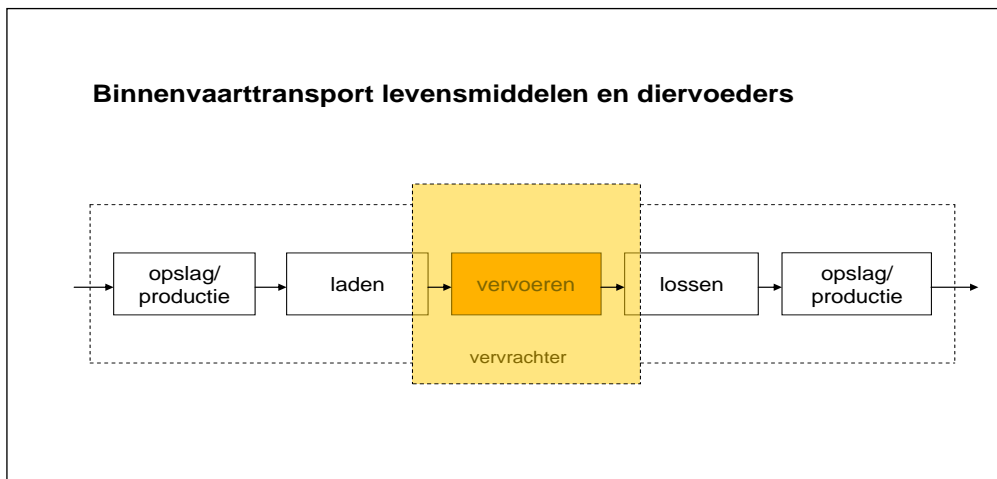 Binnenvaarttransport levensmiddelen en diervoeders
opslag/
productie
laden
vervoeren
lossen
opslag/
productie
vervrachter